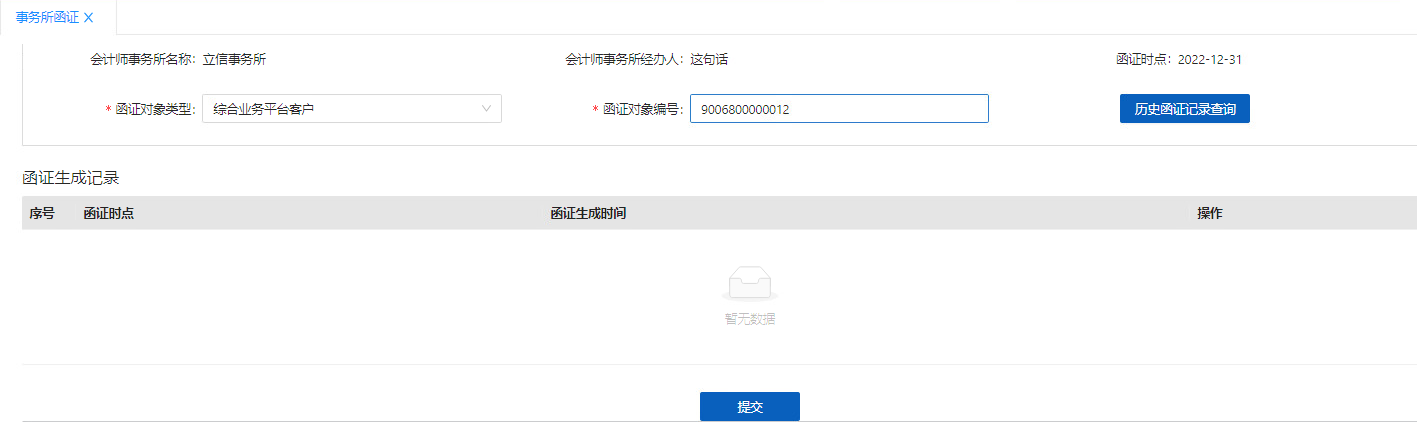 事务所函证 X
会计师事务所名称：立信事务所 会计师事务所经办人：这句话 函证时点：2022-12-31
* 函证对象类型： 综合业务平台客户 * 函证对象编号： 9006800000012 历史函证记录查询
函证生成记录
序号 函证时点 函证生成时间 操作
暂无数据
提交